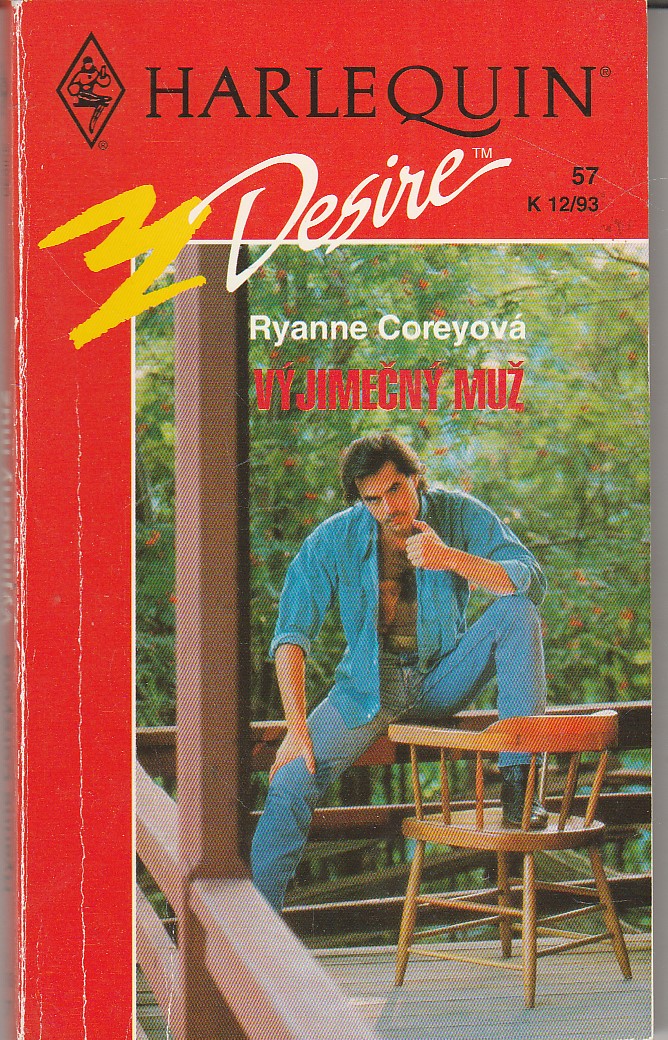 HARLEQUIN®
Desire™
57
K 12/93
Ryanne Coreyová
VÝJIMEČNÝ MUŽ